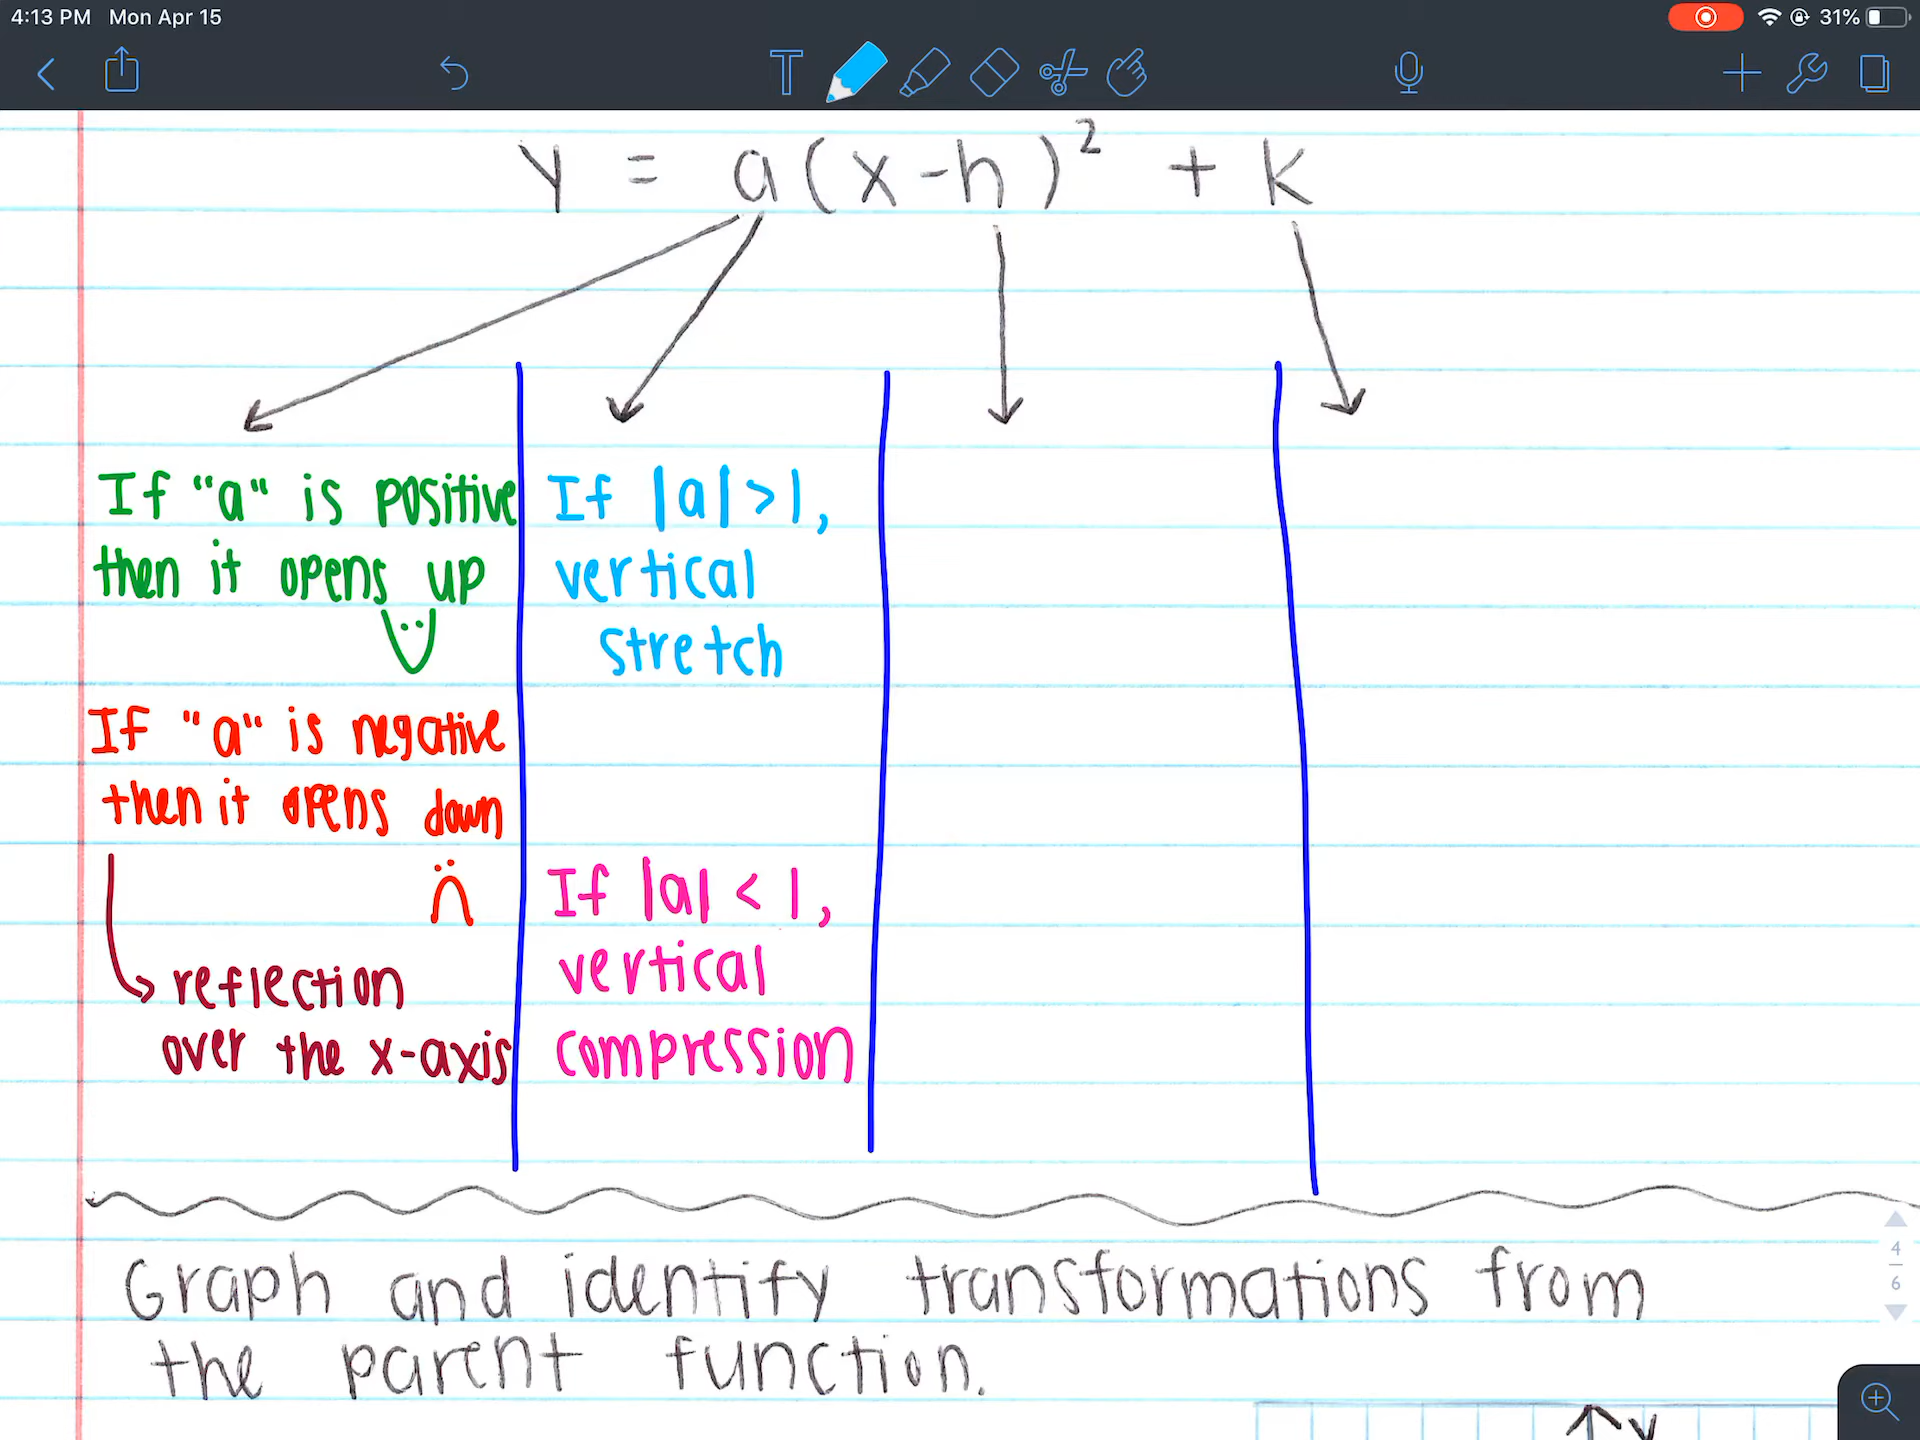 4:13 PM Mon Apr 15
31%
T
y = a(x-h)² + k
If "a" is positive
then it opens up
If "a" is negative
then it opens down
reflection
over the x-axis
If |a| > 1,
vertical
stretch
If |a| < 1,
vertical
compression
4
6
Graph and identify transformations from
the parent function.
y